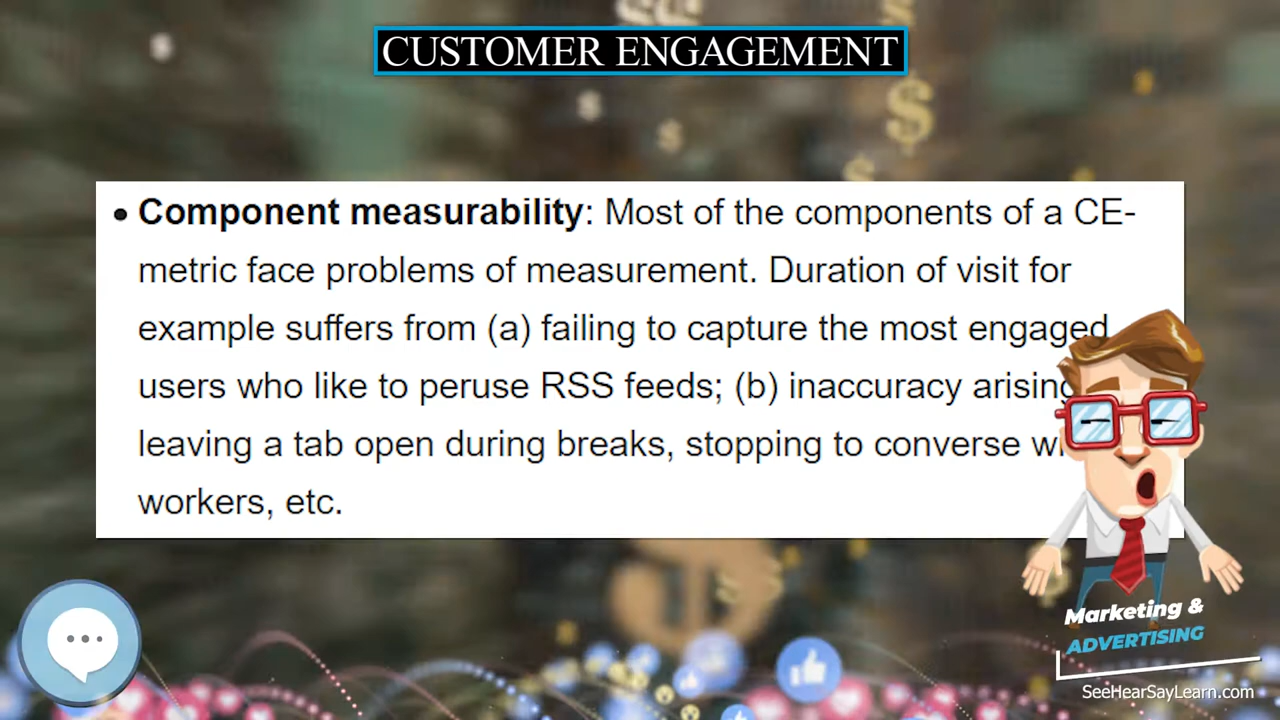 CUSTOMER ENGAGEMENT
• Component measurability: Most of the components of a CE-
metric face problems of measurement. Duration of visit for
example suffers from (a) failing to capture the most engaged
users who like to peruse RSS feeds; (b) inaccuracy arising
leaving a tab open during breaks, stopping to converse
workers, etc.
Marketing &
ADVERTISING
SeeHearSayLearn.com